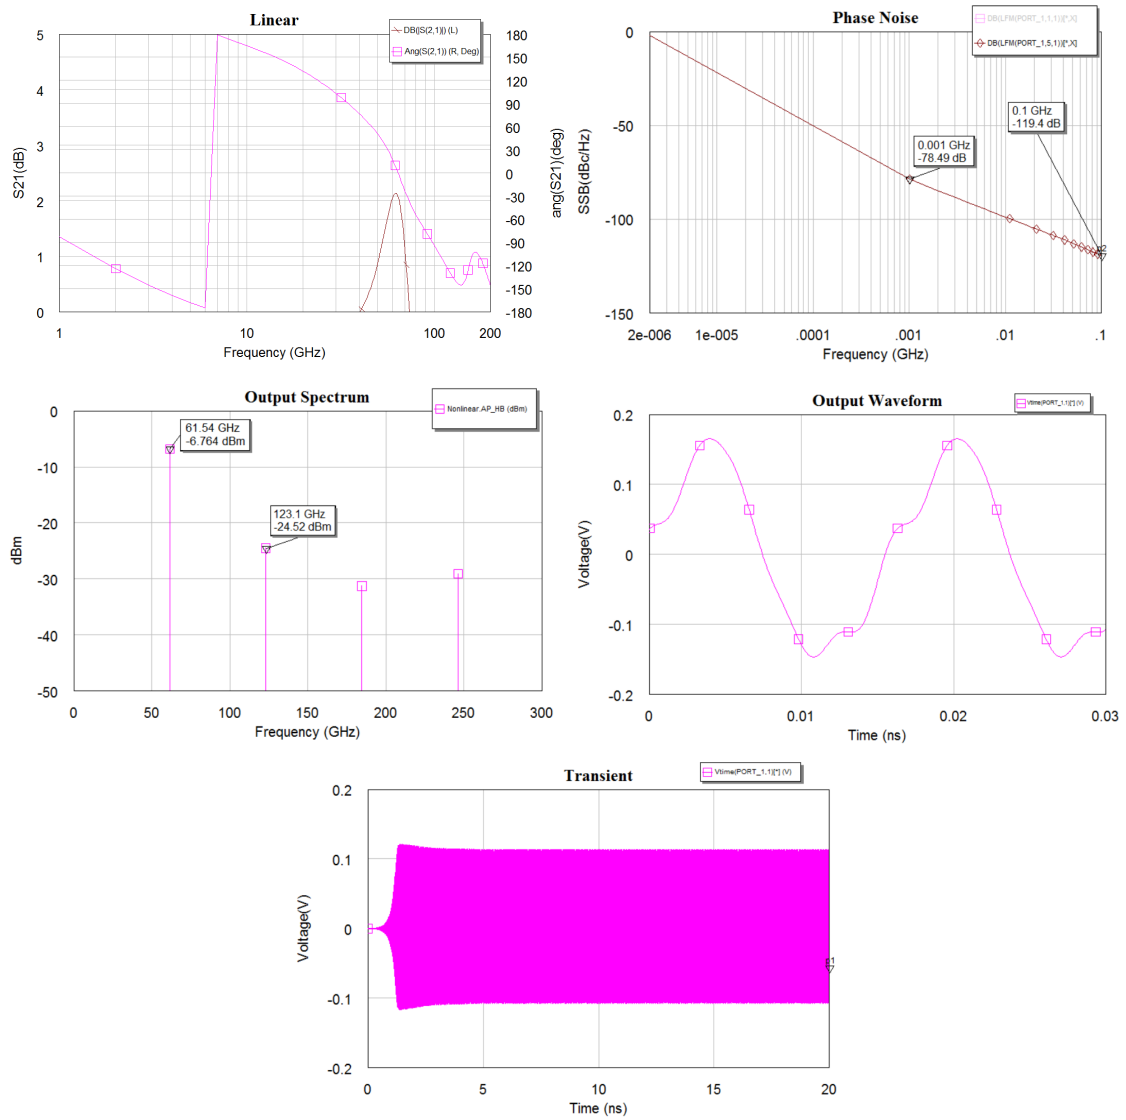 Linear
DB(|S(2,1)|) (L)
Ang(S(2,1)) (R, Deg)
S21(dB)
5
4
3
2
1
0
180
150
120
90
60
30
0
-30
-60
-90
-120
-150
-180
ang(S21)(deg)
1
10
100
200
Frequency (GHz)
Phase Noise
DB(LFM(PORT_1,1,1))[*,X]
DB(LFM(PORT_1,5,1))[*,X]
SSB(dBc/Hz)
0
-50
-100
-150
0.001 GHz
-78.49 dB
0.1 GHz
-119.4 dB
2e-006
1e-005
.0001
.001
.01
.1
Frequency (GHz)
Output Spectrum
Nonlinear.AP_HB (dBm)
dBm
0
-10
-20
-30
-40
-50
61.54 GHz
-6.764 dBm
123.1 GHz
-24.52 dBm
0
50
100
150
200
250
300
Frequency (GHz)
Output Waveform
Vtime(PORT_1,1)[*] (V)
Voltage(V)
0.2
0.1
0
-0.1
-0.2
0
0.01
0.02
0.03
Time (ns)
Transient
Vtime(PORT_1,1)[*] (V)
Voltage(V)
0.2
0.1
0
-0.1
-0.2
0
5
10
15
20
Time (ns)